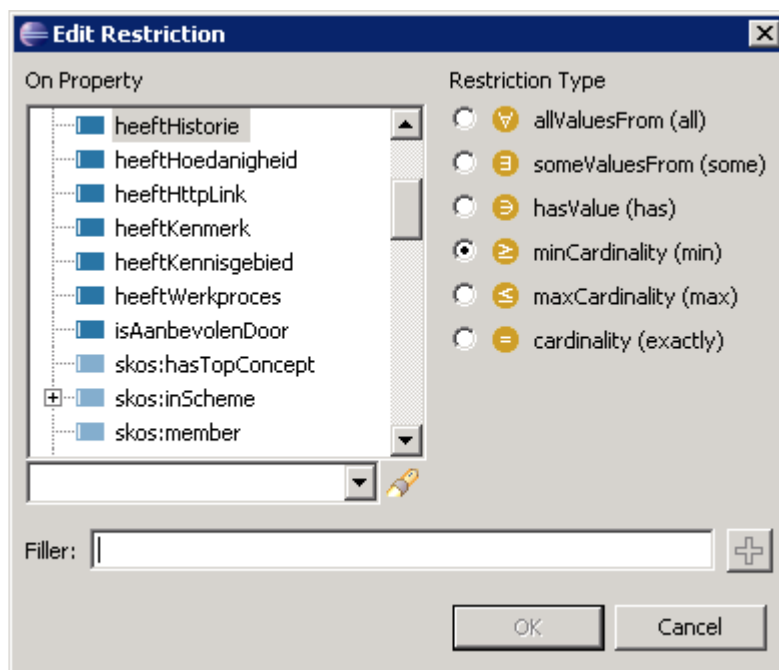 Edit Restriction
On Property
heeftHistorie
heeftHoedanigheid
heeftHttpLink
heeftKenmerk
heeftKennisgebied
heeftWerkproces
isAanbevolenDoor
skos:hasTopConcept
skos:inScheme
skos:member
Restriction Type
∀ allValuesFrom (all)
∃ someValuesFrom (some)
∋ hasValue (has)
≥ minCardinality (min)
≤ maxCardinality (max)
= cardinality (exactly)
Filler:
OK
Cancel